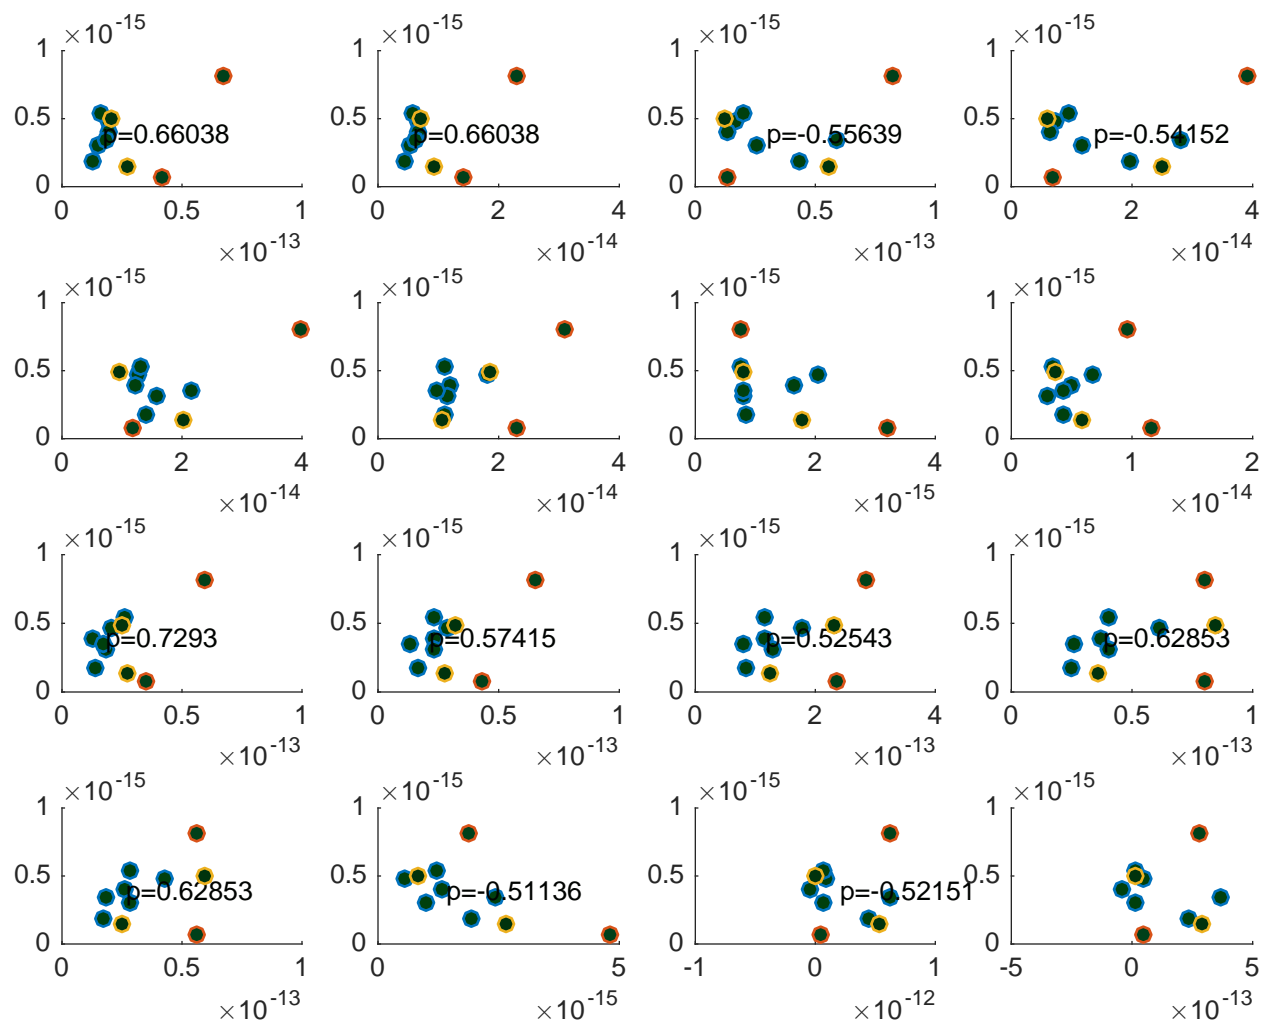 ×10-15 ×10-15 ×10-15 ×10-15
1 1 1 1
0.5 p=0.66038 0.5 p=0.66038 0.5 p=-0.55639 0.5 p=-0.54152
0 0 0 0
0 0.5 1 0 2 4 0 0.5 1 0 2 4
×10-13 ×10-14 ×10-13 ×10-14
×10-15 ×10-15 ×10-15 ×10-15
1 1 1 1
0.5 0.5 0.5 0.5
0 0 0 0
0 2 4 0 2 4 0 2 4 0 1 2
×10-14 ×10-14 ×10-15 ×10-14
×10-15 ×10-15 ×10-15 ×10-15
1 1 1 1
0.5 p=0.7293 0.5 p=0.57415 0.5 p=0.52543 0.5 p=0.62853
0 0 0 0
0 0.5 1 0 0.5 1 0 2 4 0 0.5 1
×10-13 ×10-13 ×10-13 ×10-13
×10-15 ×10-15 ×10-15 ×10-15
1 1 1 1
0.5 p=0.62853 0.5 p=-0.51136 0.5 p=-0.52151 0.5
0 0 0 0
0 0.5 1 0 5 -1 0 1 -5 0 5
×10-13 ×10-15 ×10-12 ×10-13